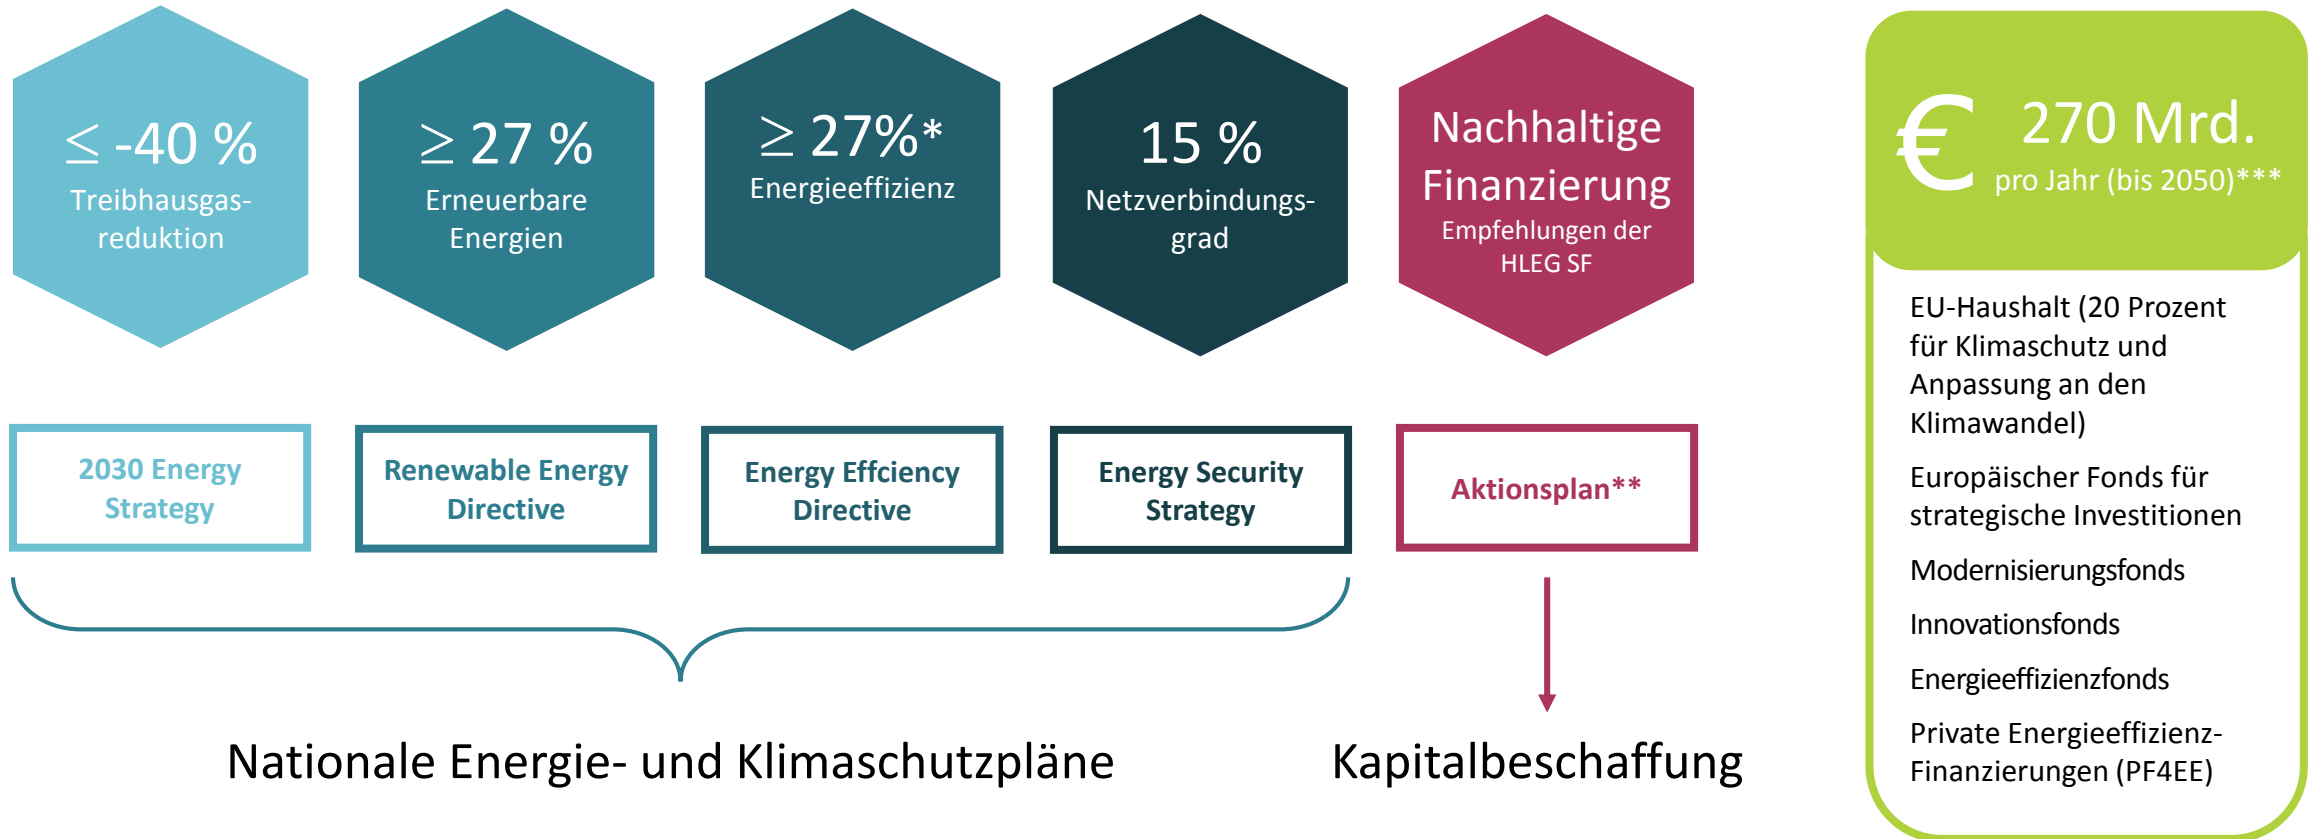 ≤ -40 %
Treibhausgas-
reduktion
≥ 27 %
Erneuerbare
Energien
≥ 27%*
Energieeffizienz
15 %
Netzverbindungs-
grad
Nachhaltige
Finanzierung
Empfehlungen der
HLEG SF
2030 Energy
Strategy
Renewable Energy
Directive
Energy Effciency
Directive
Energy Security
Strategy
Aktionsplan**
Nationale Energie- und Klimaschutzpläne
Kapitalbeschaffung
€ 270 Mrd.
pro Jahr (bis 2050)***
EU-Haushalt (20 Prozent
für Klimaschutz und
Anpassung an den
Klimawandel)
Europäischer Fonds für
strategische Investitionen
Modernisierungsfonds
Innovationsfonds
Energieeffizienzfonds
Private Energieeffizienz-
Finanzierungen (PF4EE)